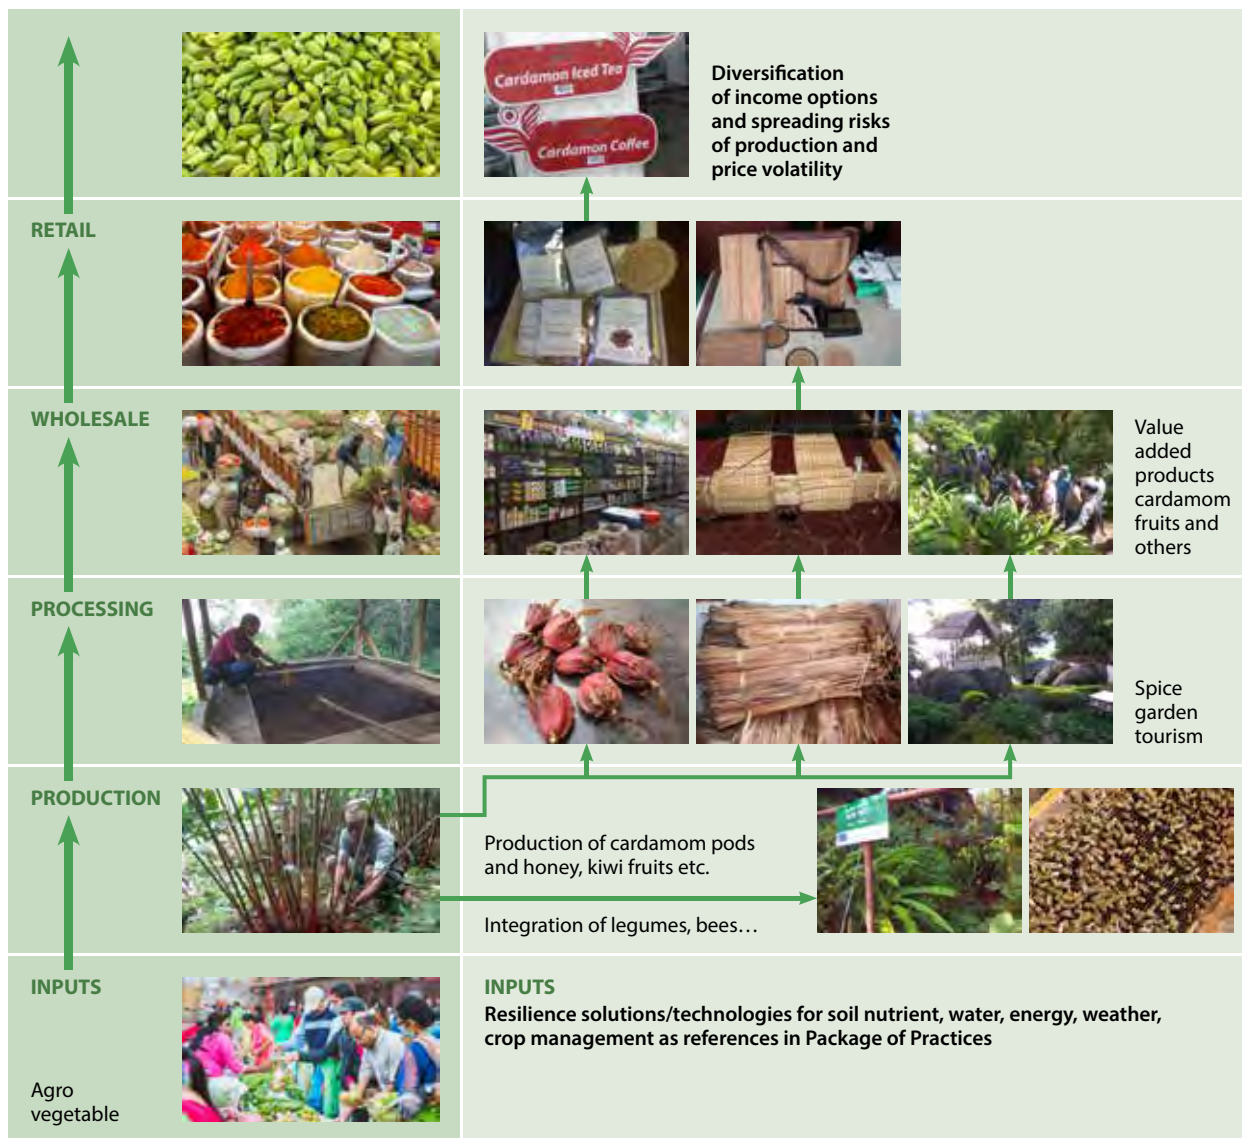 Cardamon Iced Tea
Cardamon Coffee
Diversification
of income options
and spreading risks
of production and
price volatility
RETAIL
WHOLESALE
Value
added
products
cardamom
fruits and
others
PROCESSING
Spice
garden
tourism
PRODUCTION
Production of cardamom pods
and honey, kiwi fruits etc.
Integration of legumes, bees…
INPUTS
Agro
vegetable
INPUTS
Resilience solutions/technologies for soil nutrient, water, energy, weather,
crop management as references in Package of Practices